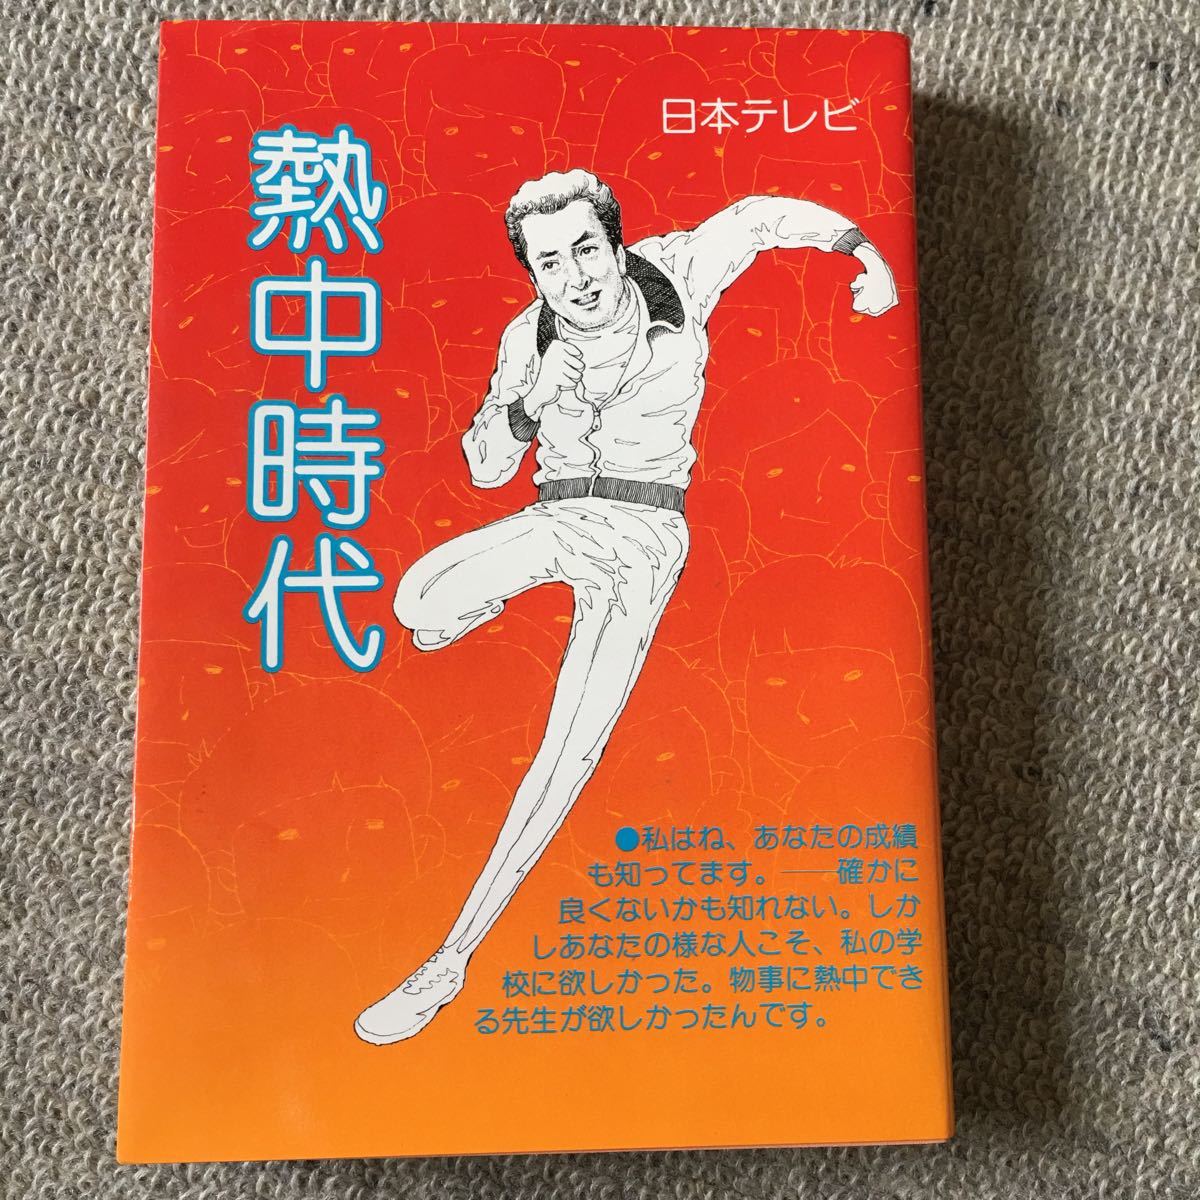 日本テレビ
熱中時代
●私はね、あなたの成績
も知ってます。――確かに
良くないかも知れない。しか
しあなたの様な人こそ、私の学
校に欲しかった。物事に熱中でき
る先生が欲しかったんです。